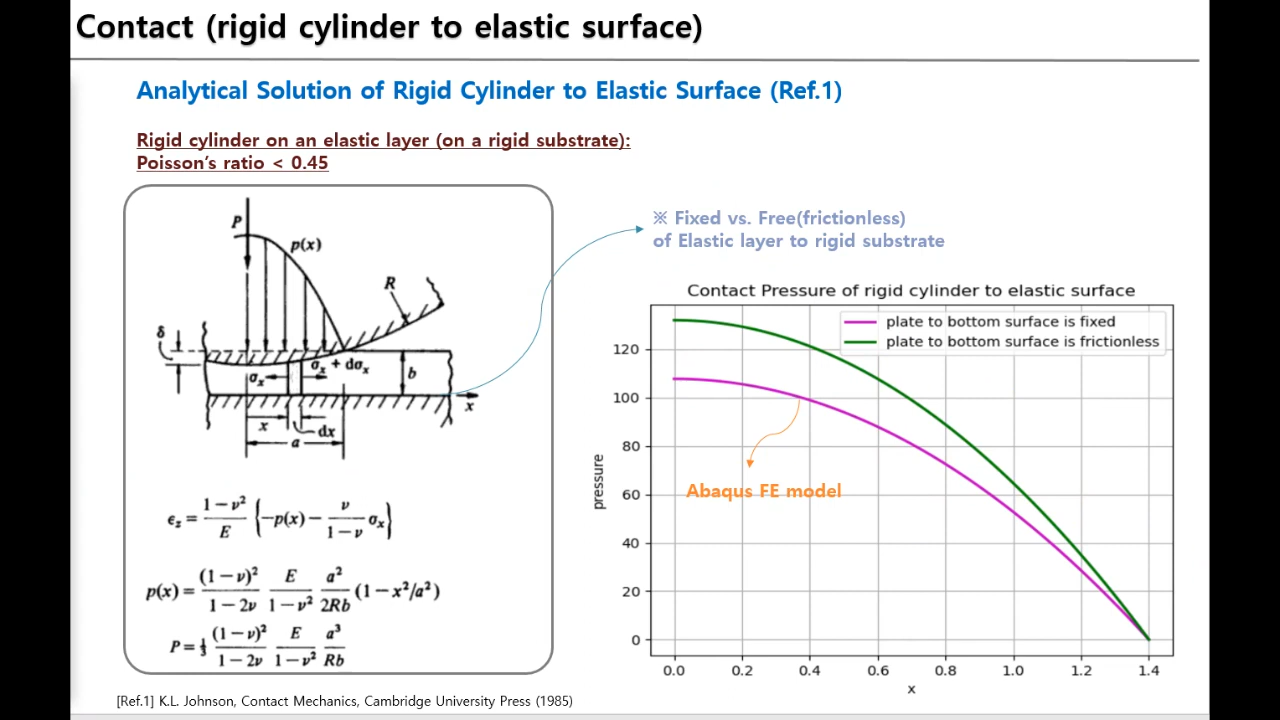 Contact (rigid cylinder to elastic surface)
Analytical Solution of Rigid Cylinder to Elastic Surface (Ref.1)
Rigid cylinder on an elastic layer (on a rigid substrate):
Poisson's ratio < 0.45
P
p(x)
R
δ
σₓ
σₓ + dσₓ
b
x
x
dx
a
ϵ_z = (1−ν²)/E {−p(x) − ν/(1−ν) σₓ}
p(x) = (1−ν)²/(1−2ν) E/(1−ν²) a²/2Rb (1−x²/a²)
P = ⅓ (1−ν)²/(1−2ν) E/(1−ν²) a³/Rb
※ Fixed vs. Free(frictionless)
of Elastic layer to rigid substrate
Contact Pressure of rigid cylinder to elastic surface
plate to bottom surface is fixed
plate to bottom surface is frictionless
120
100
80
60
40
20
0
pressure
Abaqus FE model
0.0 0.2 0.4 0.6 0.8 1.0 1.2 1.4
x
[Ref.1] K.L. Johnson, Contact Mechanics, Cambridge University Press (1985)